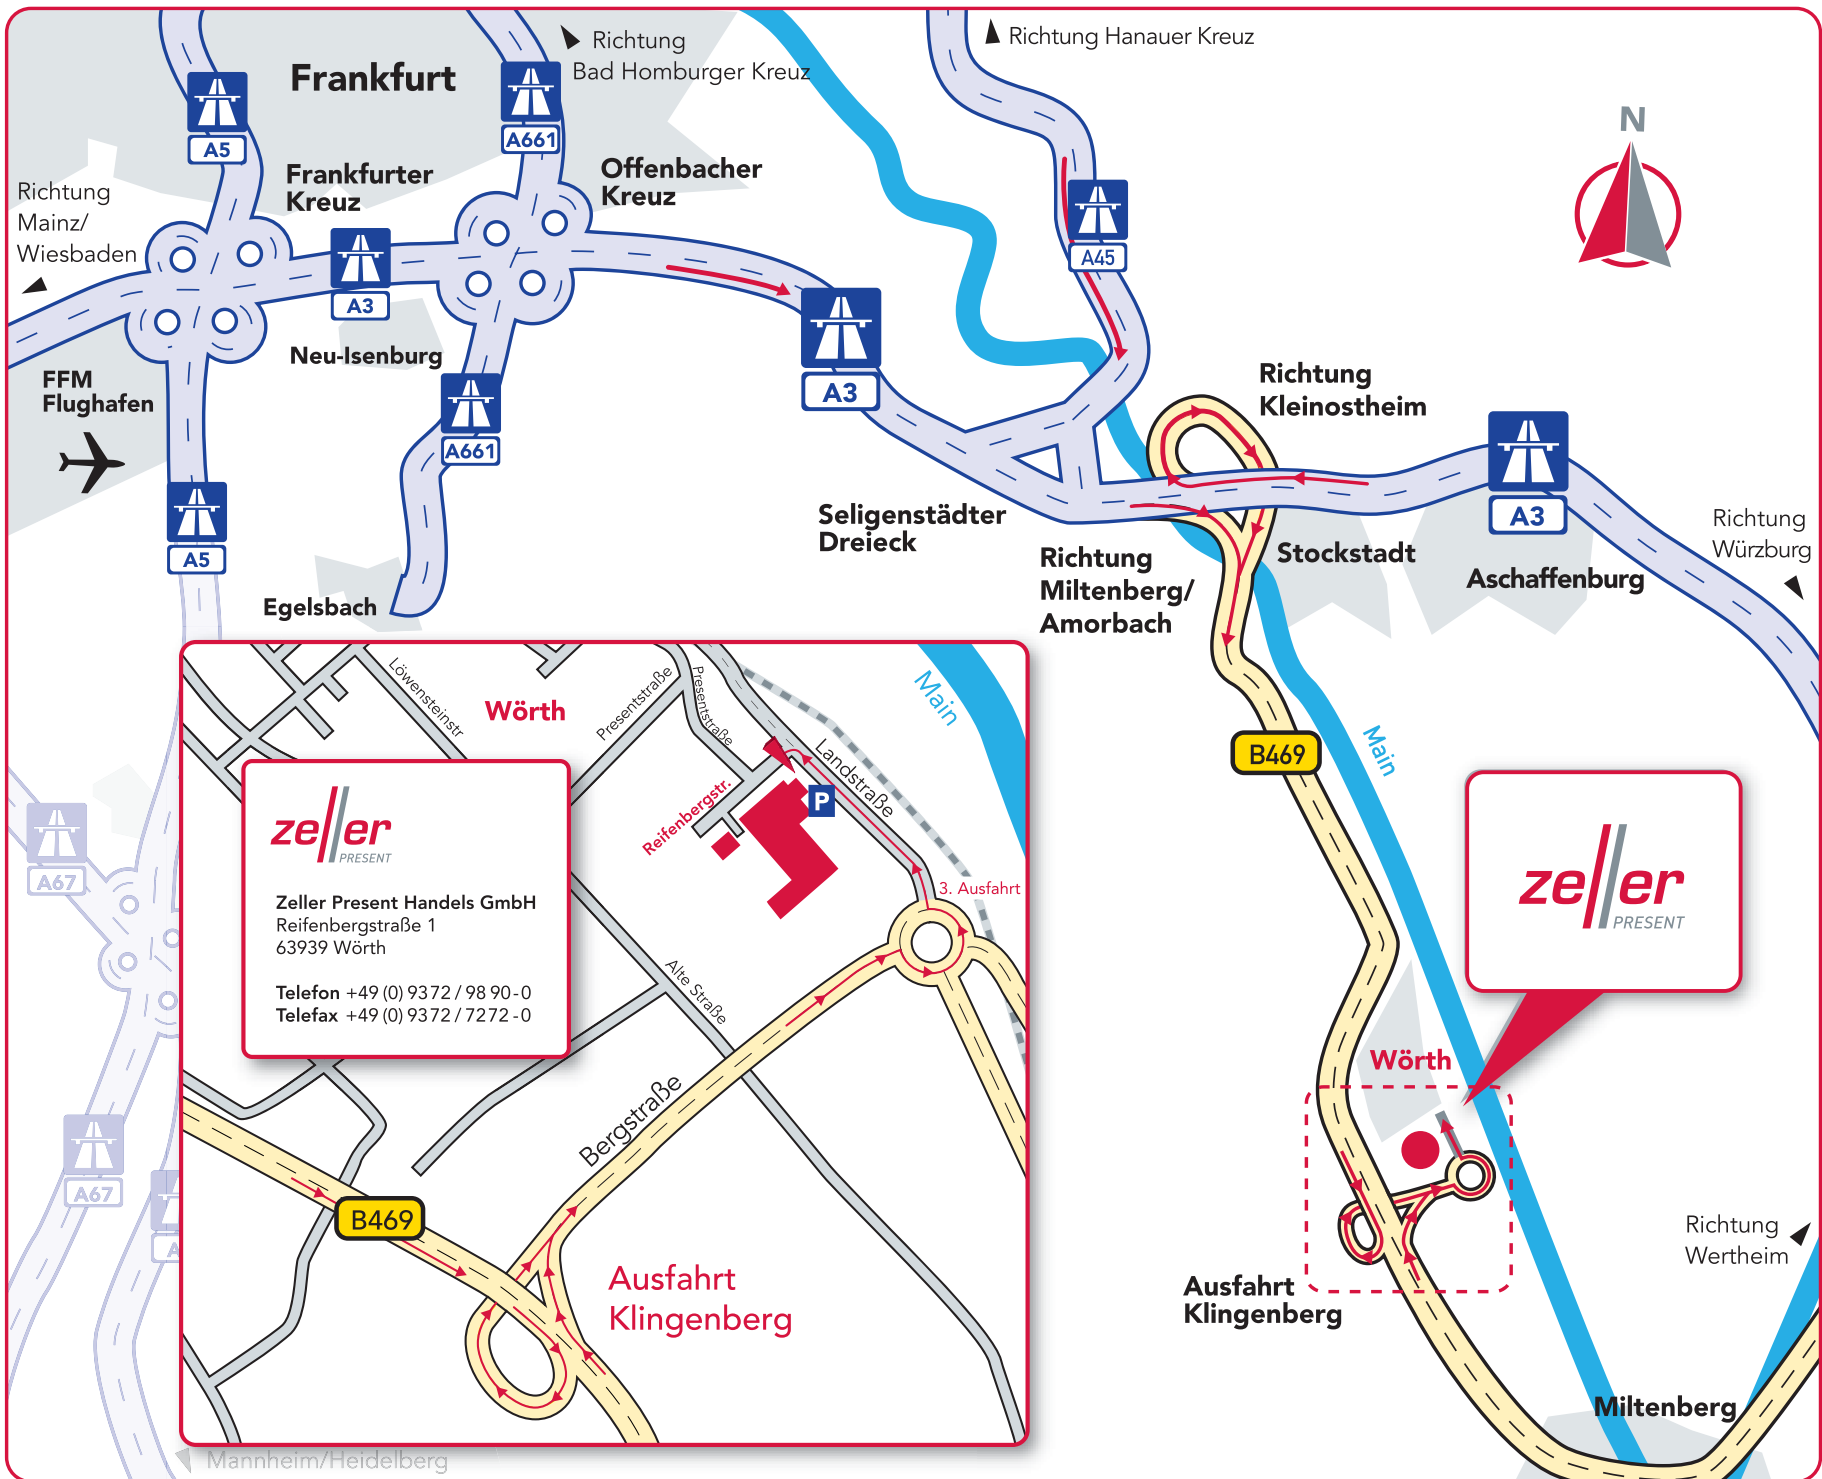 Richtung
Bad Homburger Kreuz
Richtung Hanauer Kreuz
Frankfurt
A5
A661
N
Frankfurter
Kreuz
Offenbacher
Kreuz
Richtung
Mainz/
Wiesbaden
A3
A45
Neu-Isenburg
FFM
Flughafen
A3
A661
Richtung
Kleinostheim
A3
Seligenstädter
Dreieck
Richtung
Würzburg
Stockstadt
Aschaffenburg
A5
Richtung
Miltenberg/
Amorbach
Egelsbach
B469
Main
A67
A67
A
Mannheim/Heidelberg
Löwensteinstr
Wörth
Presentstraße
Presentstraße
Main
Landstraße
Reifenbergstr.
P
3. Ausfahrt
zeller
PRESENT
Zeller Present Handels GmbH
Reifenbergstraße 1
63939 Wörth
Telefon +49 (0) 9372 / 98 90-0
Telefax +49 (0) 9372 / 7272-0
Alte Straße
Bergstraße
B469
Ausfahrt
Klingenberg
zeller
PRESENT
Wörth
Ausfahrt
Klingenberg
Richtung
Wertheim
Miltenberg